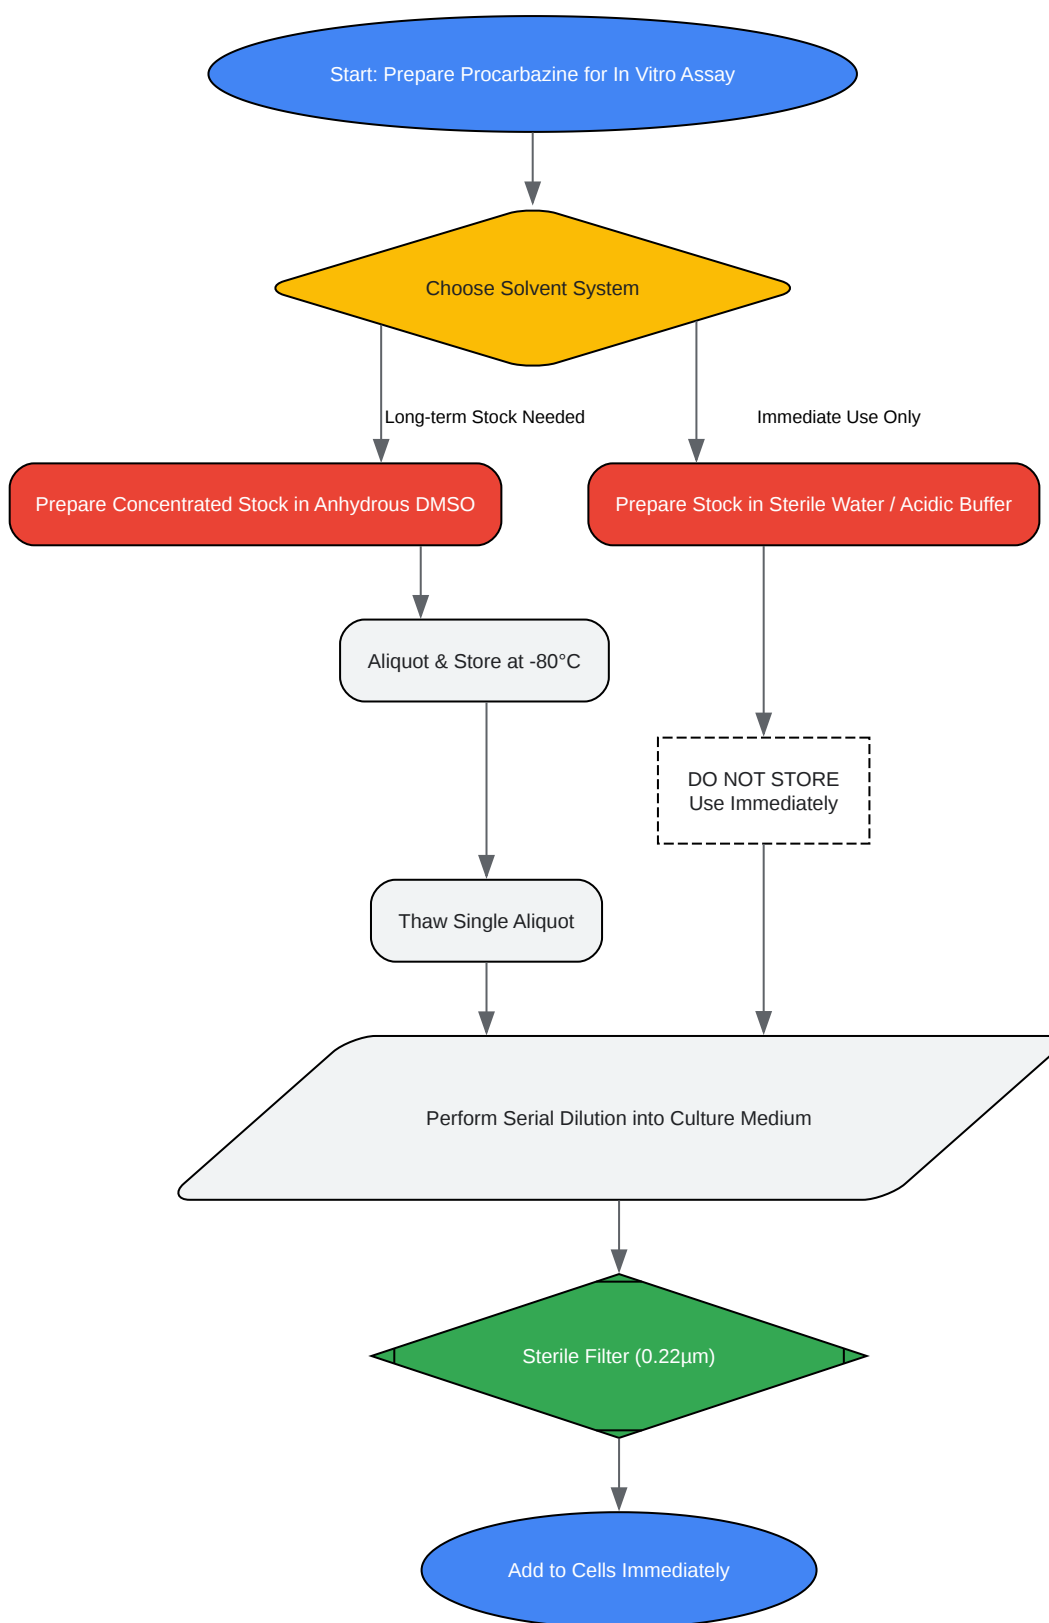 Start: Prepare Procarbazine for In Vitro Assay
Choose Solvent System
Long-term Stock Needed
Immediate Use Only
Prepare Concentrated Stock in Anhydrous DMSO
Prepare Stock in Sterile Water / Acidic Buffer
Aliquot & Store at -80°C
DO NOT STORE
Use Immediately
Thaw Single Aliquot
Perform Serial Dilution into Culture Medium
Sterile Filter (0.22µm)
Add to Cells Immediately